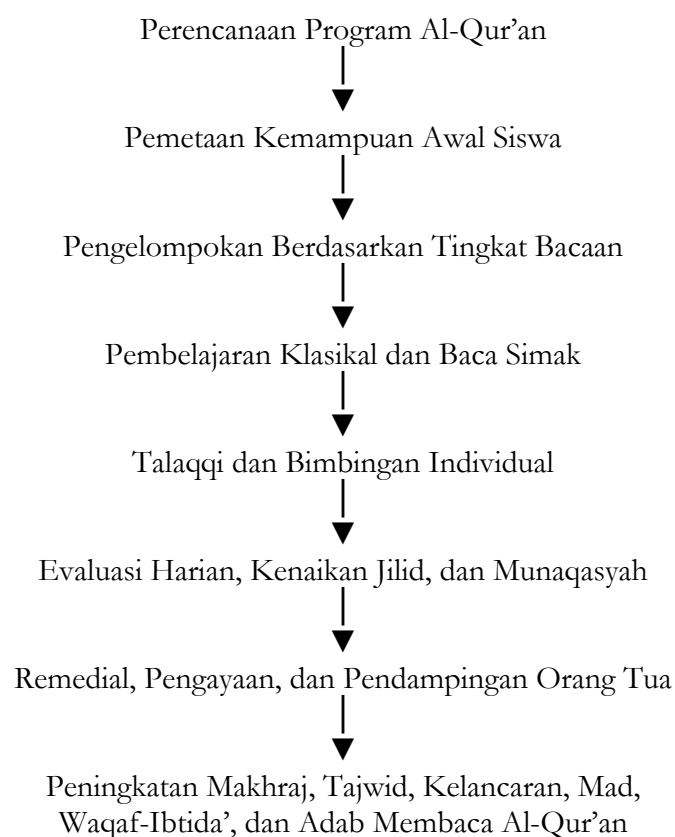 Perencanaan Program Al-Qur’an
Pemetaan Kemampuan Awal Siswa
Pengelompokan Berdasarkan Tingkat Bacaan
Pembelajaran Klasikal dan Baca Simak
Talaqqi dan Bimbingan Individual
Evaluasi Harian, Kenaikan Jilid, dan Munaqasyah
Remedial, Pengayaan, dan Pendampingan Orang Tua
Peningkatan Makhraj, Tajwid, Kelancaran, Mad,
Waqaf-Ibtida’, dan Adab Membaca Al-Qur’an